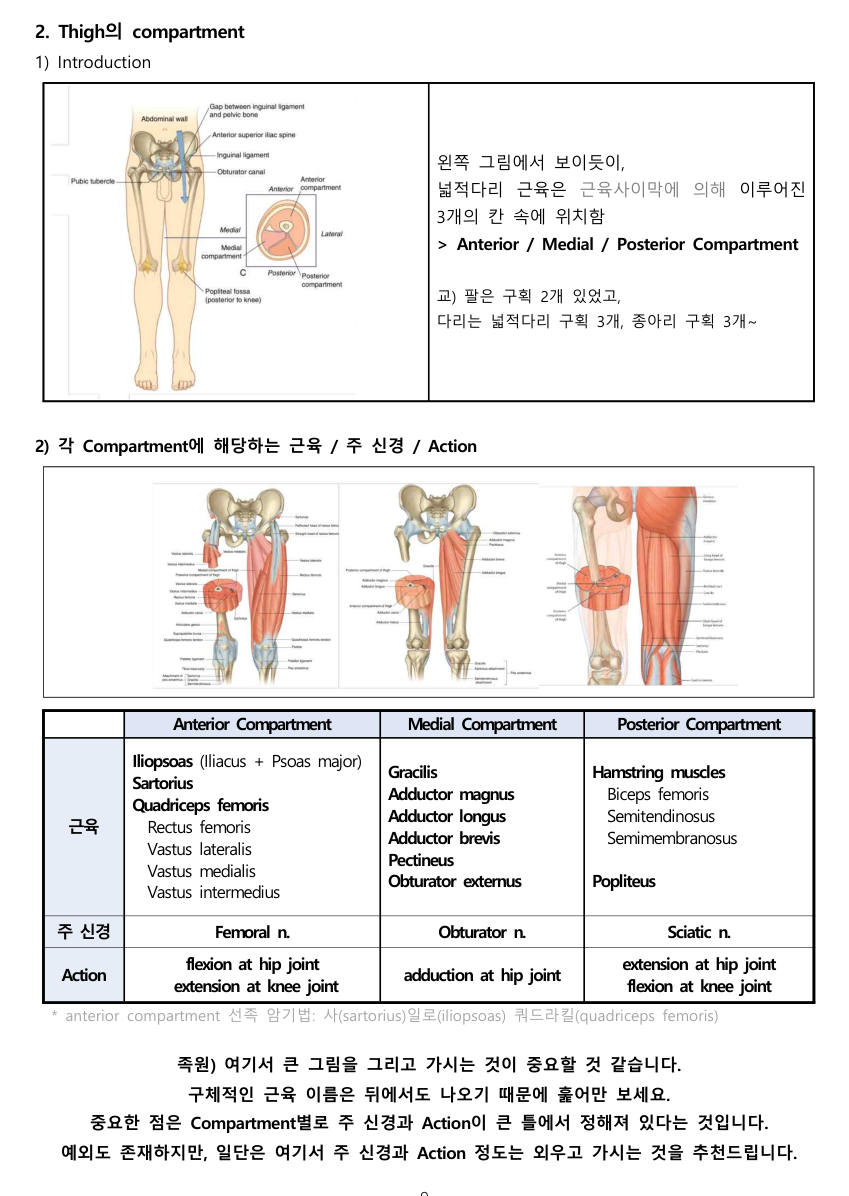 2. Thigh의 compartment
1) Introduction
Abdominal wall
Gap between inguinal ligament
and pelvic bone
Anterior superior iliac spine
Inguinal ligament
Obturator canal
Pubic tubercle
Anterior
Anterior
compartment
Medial
Lateral
Medial
compartment
C
Posterior
Posterior
compartment
Popliteal fossa
(posterior to knee)
왼쪽 그림에서 보이듯이,
넓적다리 근육은 근육사이막에 의해 이루어진
3개의 칸 속에 위치함
> Anterior / Medial / Posterior Compartment
교) 팔은 구획 2개 있었고,
다리는 넓적다리 구획 3개, 종아리 구획 3개~
2) 각 Compartment에 해당하는 근육 / 주 신경 / Action
Anterior Compartment
Medial Compartment
Posterior Compartment
근육
Iliopsoas (Iliacus + Psoas major)
Sartorius
Quadriceps femoris
Rectus femoris
Vastus lateralis
Vastus medialis
Vastus intermedius
Gracilis
Adductor magnus
Adductor longus
Adductor brevis
Pectineus
Obturator externus
Hamstring muscles
Biceps femoris
Semitendinosus
Semimembranosus
Popliteus
주 신경
Femoral n.
Obturator n.
Sciatic n.
Action
flexion at hip joint
extension at knee joint
adduction at hip joint
extension at hip joint
flexion at knee joint
* anterior compartment 선족 암기법: 사(sartorius)일로(iliopsoas) 쿼드라킬(quadriceps femoris)
족원) 여기서 큰 그림을 그리고 가시는 것이 중요할 것 같습니다.
구체적인 근육 이름은 뒤에서도 나오기 때문에 훑어만 보세요.
중요한 점은 Compartment별로 주 신경과 Action이 큰 틀에서 정해져 있다는 것입니다.
예외도 존재하지만, 일단은 여기서 주 신경과 Action 정도는 외우고 가시는 것을 추천드립니다.